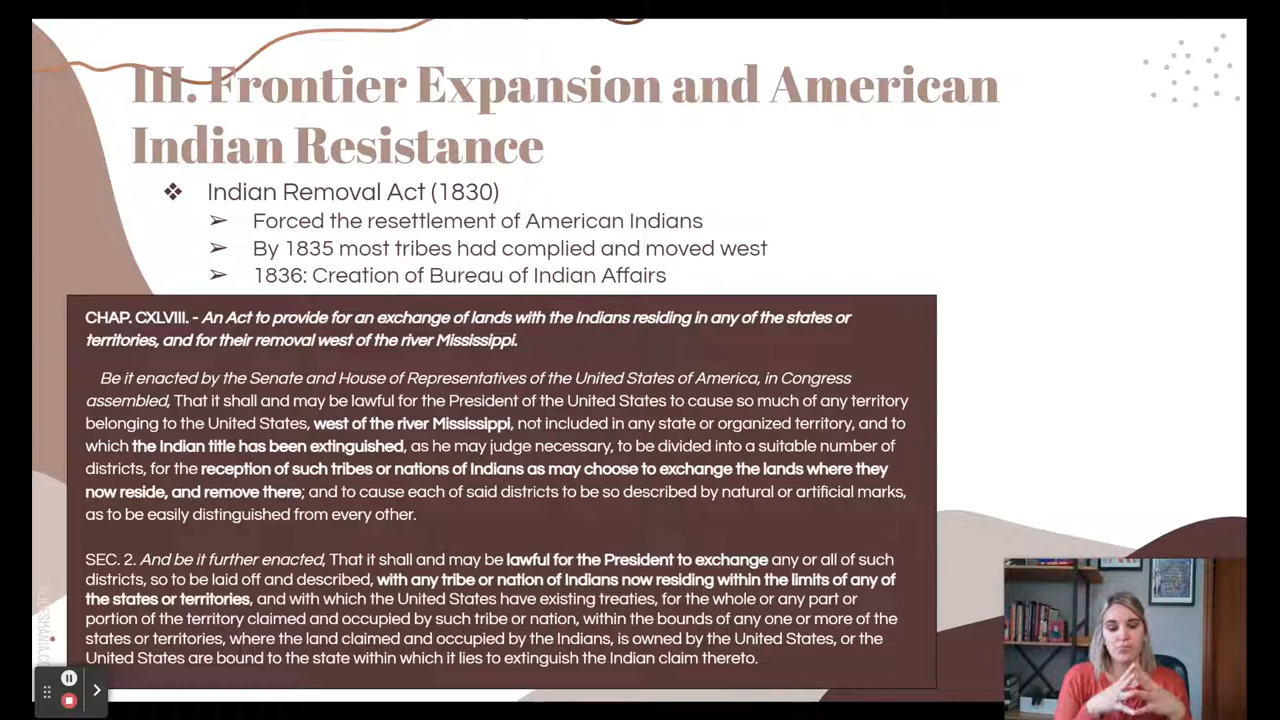 III. Frontier Expansion and American
Indian Resistance
❖ Indian Removal Act (1830)
➢ Forced the resettlement of American Indians
➢ By 1835 most tribes had complied and moved west
➢ 1836: Creation of Bureau of Indian Affairs
CHAP. CXLVIII. - An Act to provide for an exchange of lands with the Indians residing in any of the states or
territories, and for their removal west of the river Mississippi.
Be it enacted by the Senate and House of Representatives of the United States of America, in Congress
assembled, That it shall and may be lawful for the President of the United States to cause so much of any territory
belonging to the United States, west of the river Mississippi, not included in any state or organized territory, and to
which the Indian title has been extinguished, as he may judge necessary, to be divided into a suitable number of
districts, for the reception of such tribes or nations of Indians as may choose to exchange the lands where they
now reside, and remove there; and to cause each of said districts to be so described by natural or artificial marks,
as to be easily distinguished from every other.
SEC. 2. And be it further enacted, That it shall and may be lawful for the President to exchange any or all of such
districts, so to be laid off and described, with any tribe or nation of Indians now residing within the limits of any of
the states or territories, and with which the United States have existing treaties, for the whole or any part or
portion of the territory claimed and occupied by such tribe or nation, within the bounds of any one or more of the
states or territories, where the land claimed and occupied by the Indians, is owned by the United States, or the
United States are bound to the state within which it lies to extinguish the Indian claim thereto.